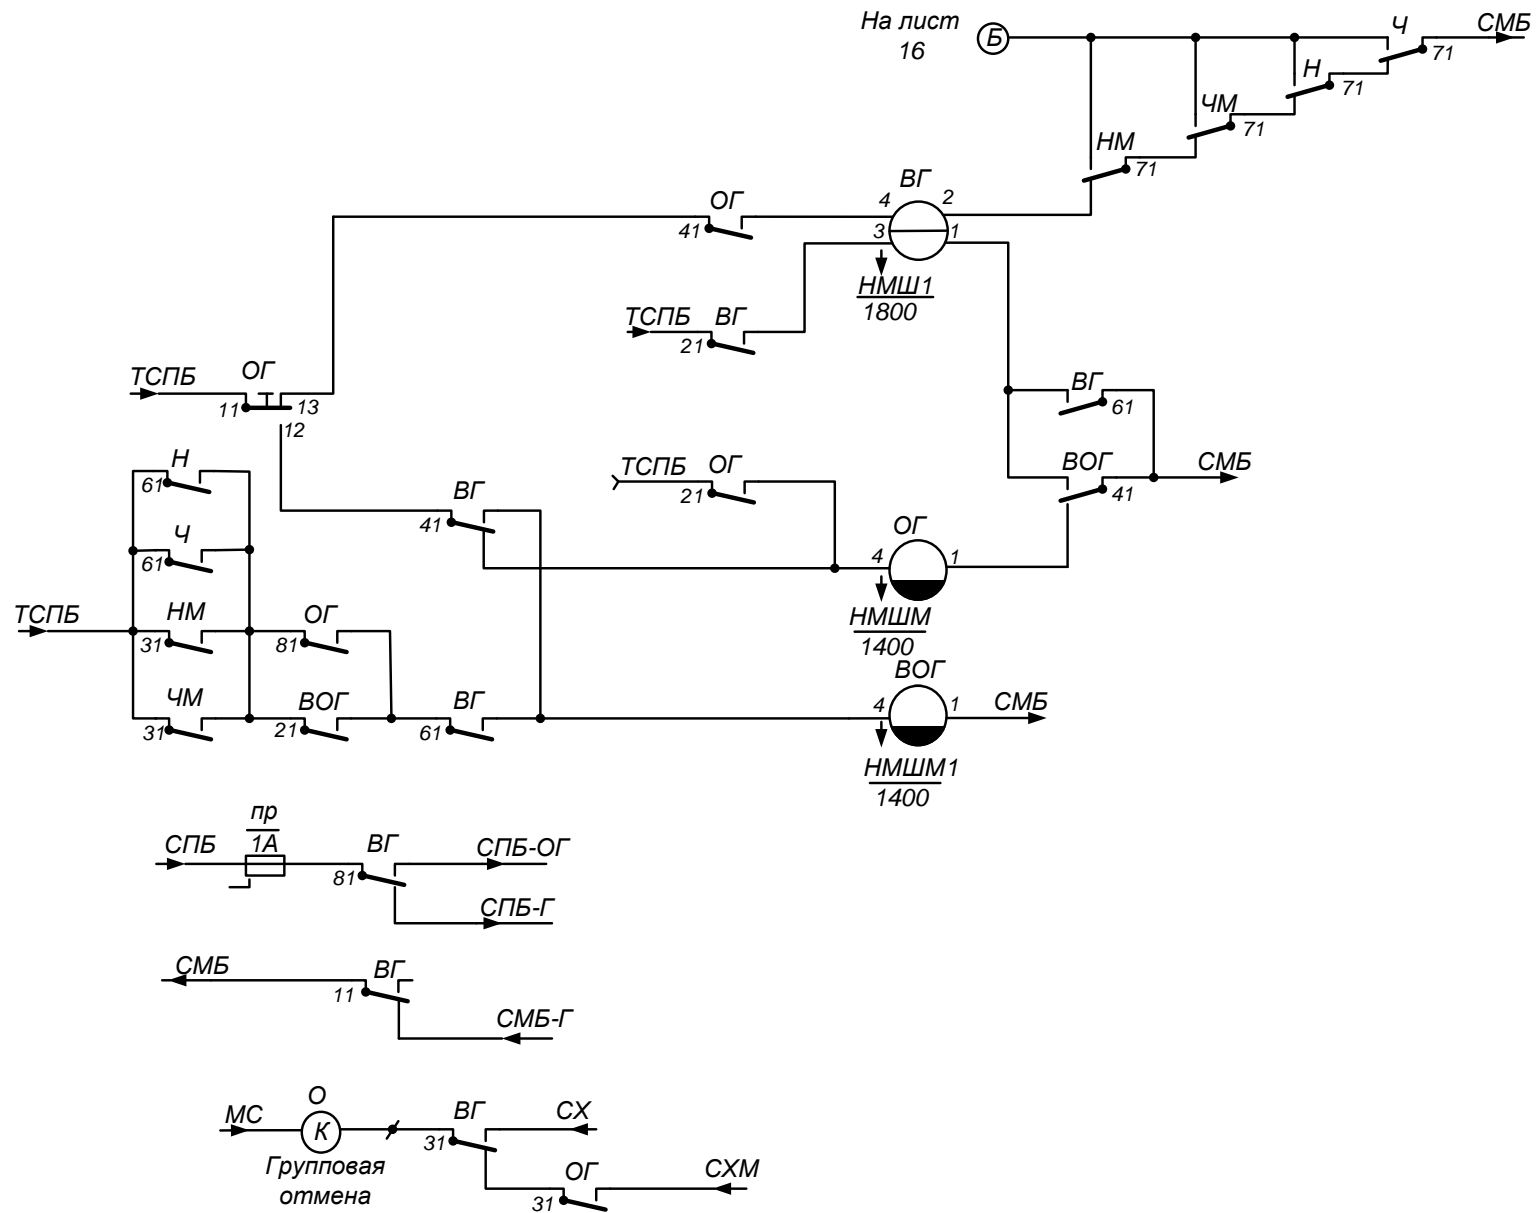 На лист
16
Б
Ч
СМБ
71
Н
71
ЧМ
71
НМ
71
ВГ
ОГ
4
2
41
3
1
НМШ1
1800
ТСПБ
ВГ
21
ТСПБ
ОГ
11
13
12
ВГ
61
ВОГ
СМБ
41
Н
61
ТСПБ
ОГ
21
ВГ
41
ОГ
4
1
НМШМ
1400
Ч
61
ТСПБ
НМ
31
ОГ
81
ЧМ
31
ВОГ
21
ВГ
61
ВОГ
4
1
СМБ
НМШМ1
1400
пр
1А
СПБ
ВГ
81
СПБ-ОГ
СПБ-Г
СМБ
ВГ
11
СМБ-Г
О
МС
К
ВГ
31
СХ
Групповая
отмена
ОГ
31
СХМ